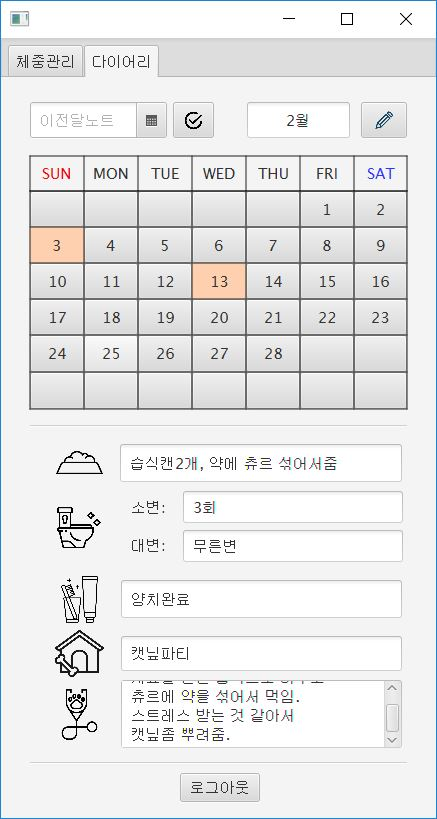 체중관리 다이어리
이전달노트 2월
SUN MON TUE WED THU FRI SAT
1 2
3 4 5 6 7 8 9
10 11 12 13 14 15 16
17 18 19 20 21 22 23
24 25 26 27 28
습식캔2개, 약에 츄르 섞어서줌
소변: 3회
대변: 무른변
양치완료
캣닢파티
츄르에 약을 섞어서 먹임.
스트레스 받는 것 같아서
캣닢좀 뿌려줌.
로그아웃